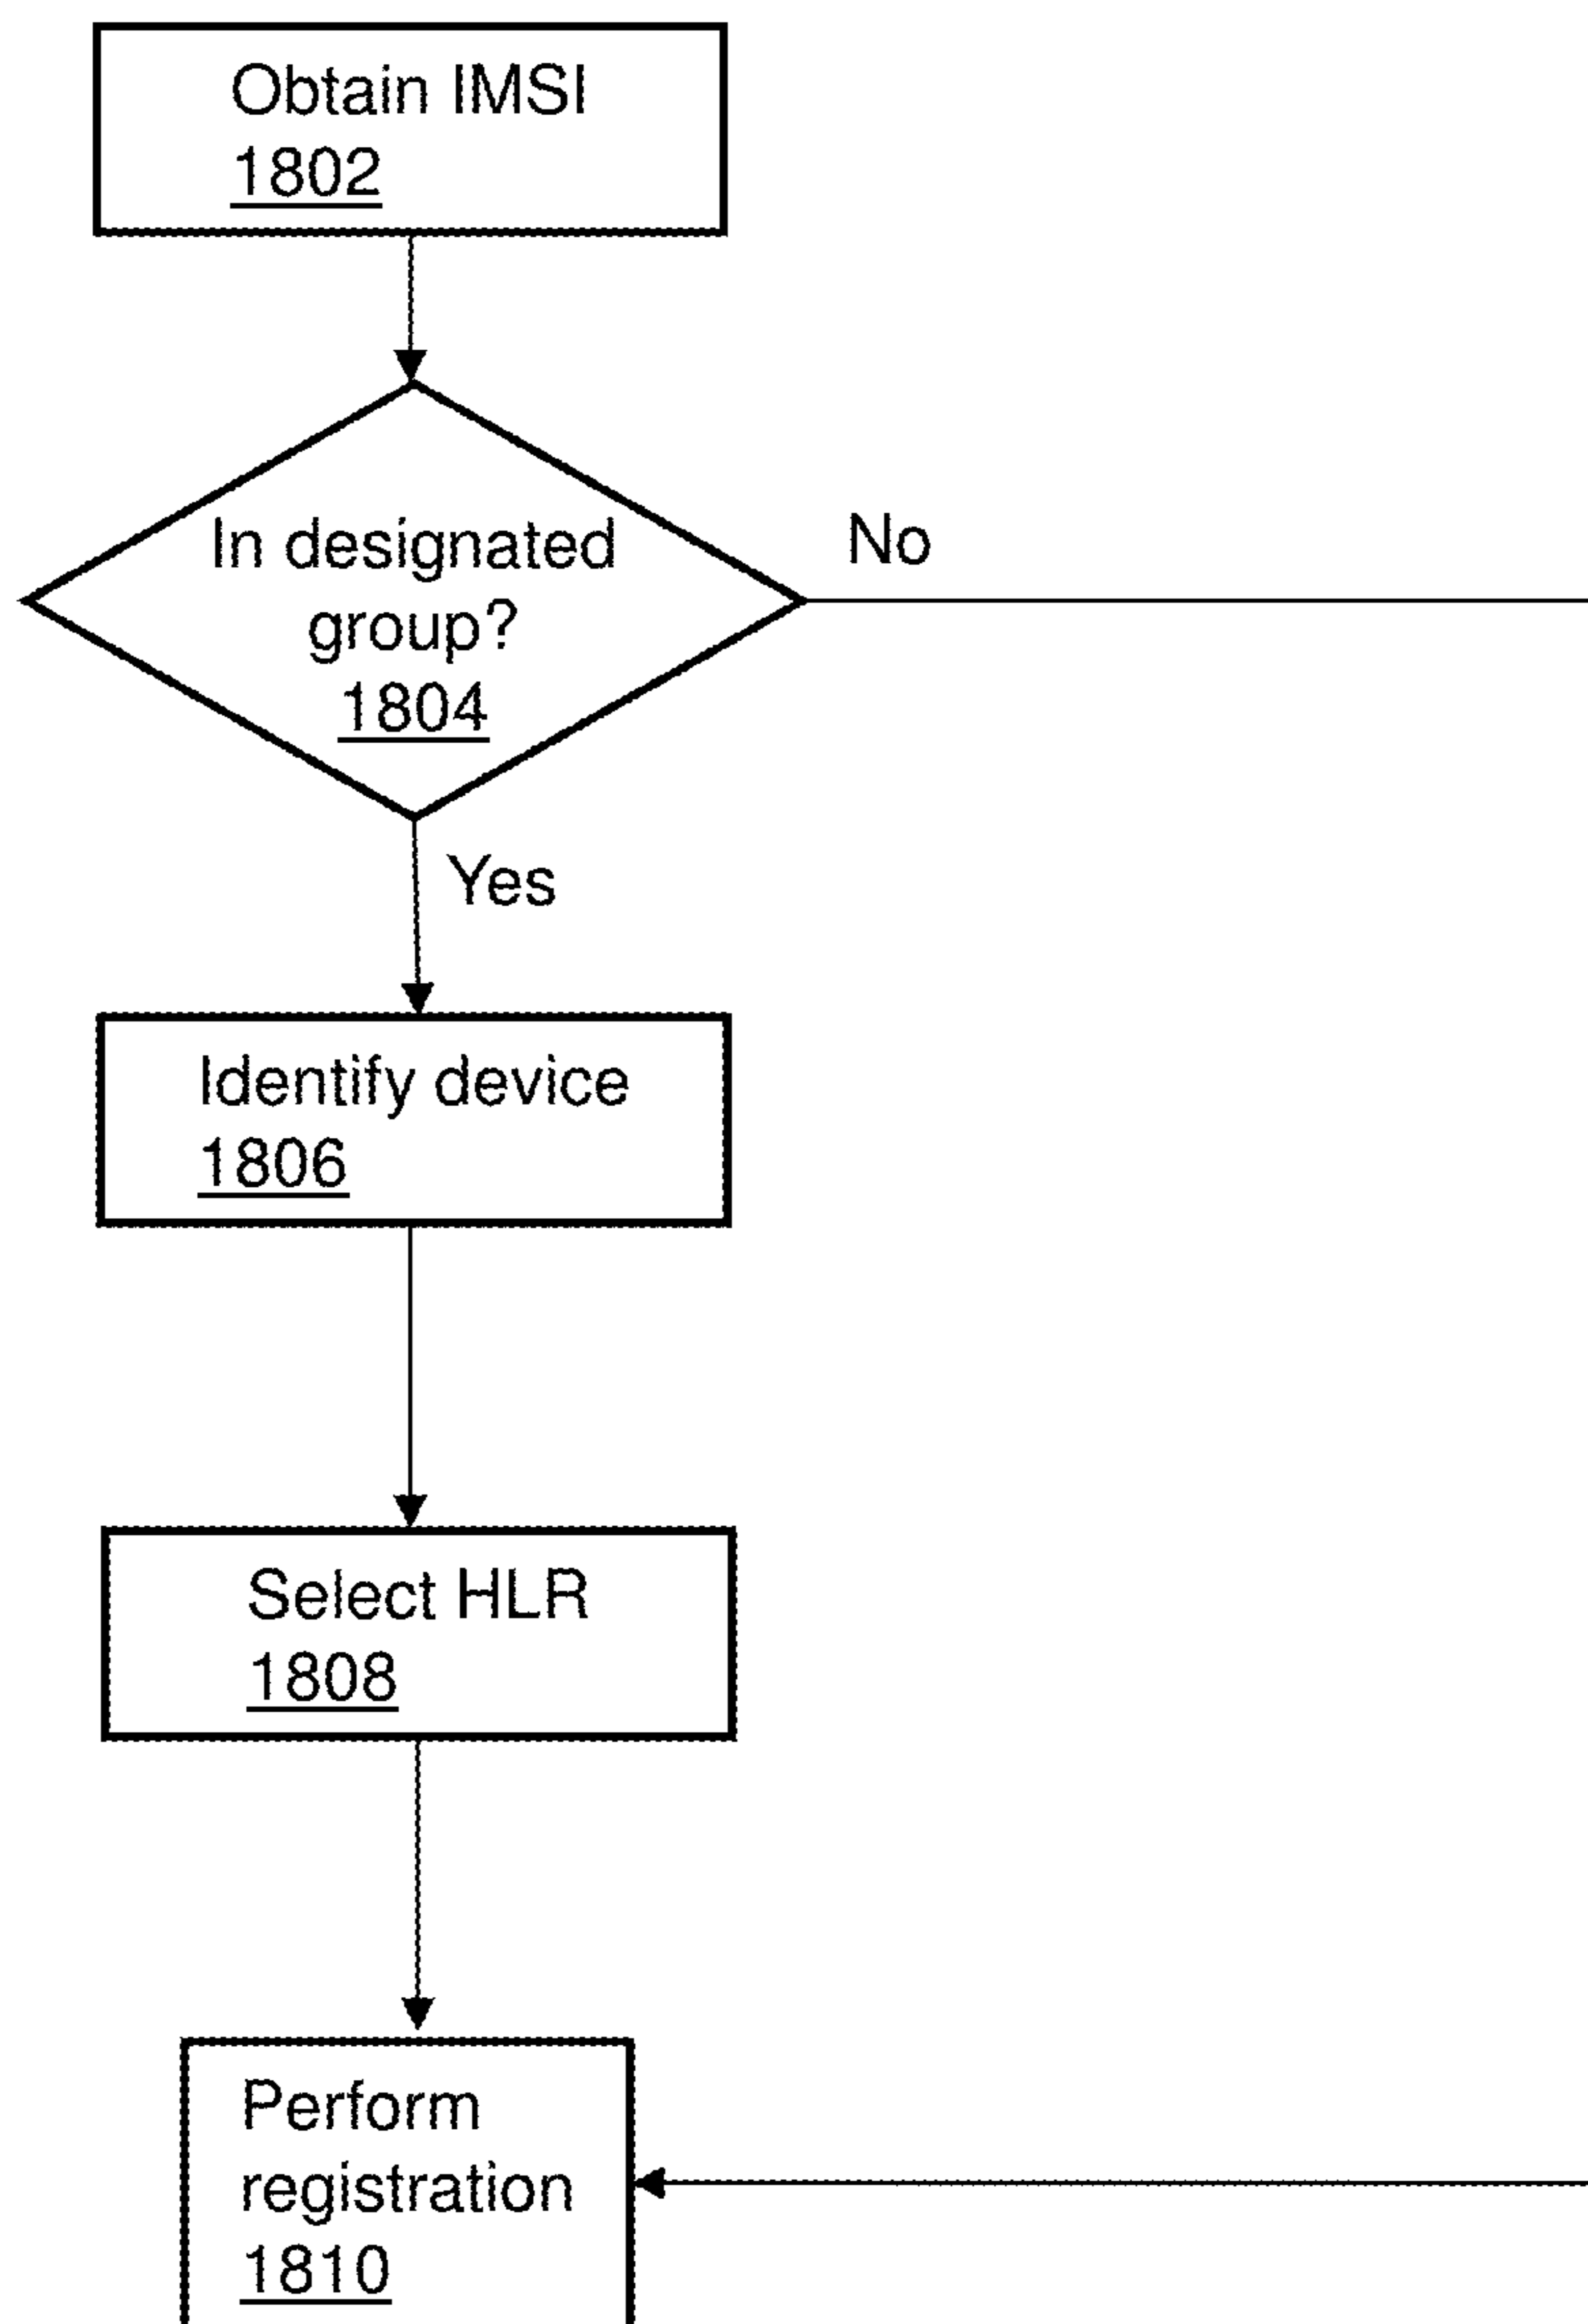 Obtain IMSI
1802
In designated
group?
1804
No
Yes
Identify device
1806
Select HLR
1808
Perform
registration
1810